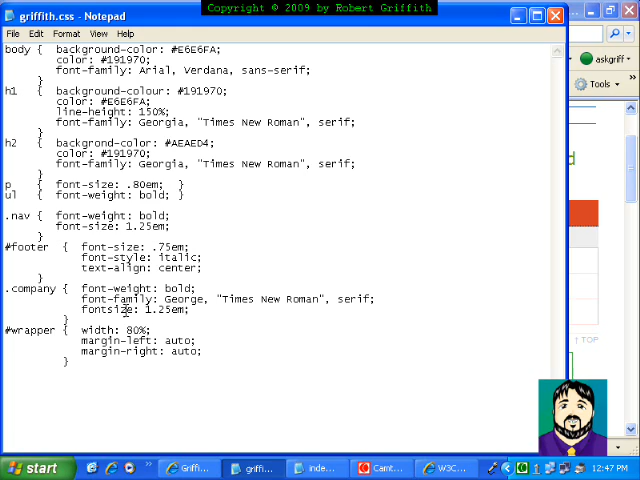 Copyright © 2009 by Robert Griffith
griffith.css - Notepad
File Edit Format View Help
body { background-color: #E6E6FA;
color: #191970;
font-family: Arial, Verdana, sans-serif;
}
h1 { background-colour: #191970;
color: #E6E6FA;
line-height: 150%;
font-family: Georgia, "Times New Roman", serif;
}
h2 { backgrond-color: #AEAED4;
color: #191970;
font-family: Georgia, "Times New Roman", serif;
}
p { font-size: .80em; }
ul { font-weight: bold; }
.nav { font-weight: bold;
font-size: 1.25em;
}
#footer { font-size: .75em;
font-style: italic;
text-align: center;
}
.company { font-weight: bold;
font-family: George, "Times New Roman", serif;
fontsize: 1.25em;
}
#wrapper { width: 80%;
margin-left: auto;
margin-right: auto;
}
askgriff
Tools
»
d
↑ TOP
start
»
Griffi...
griffi...
inde...
Camt...
W3C...
12:47 PM